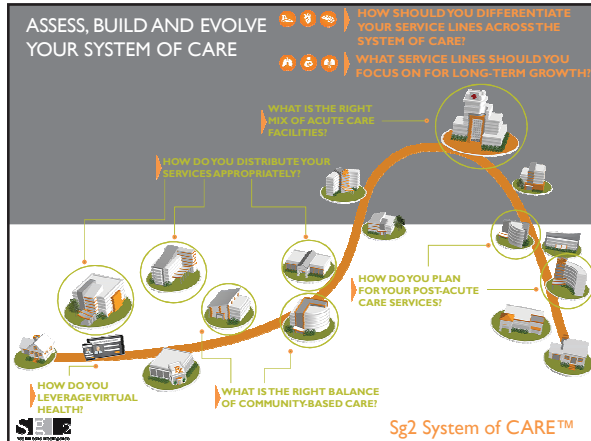 ASSESS, BUILD AND EVOLVE
YOUR SYSTEM OF CARE
HOW SHOULD YOU DIFFERENTIATE
YOUR SERVICE LINES ACROSS THE
SYSTEM OF CARE?
WHAT SERVICE LINES SHOULD YOU
FOCUS ON FOR LONG-TERM GROWTH?
WHAT IS THE RIGHT
MIX OF ACUTE CARE
FACILITIES?
HOW DO YOU DISTRIBUTE YOUR
SERVICES APPROPRIATELY?
HOW DO YOU PLAN
FOR YOUR POST-ACUTE
CARE SERVICES?
HOW DO YOU
LEVERAGE VIRTUAL
HEALTH?
WHAT IS THE RIGHT BALANCE
OF COMMUNITY-BASED CARE?
Sg2 System of CARE™